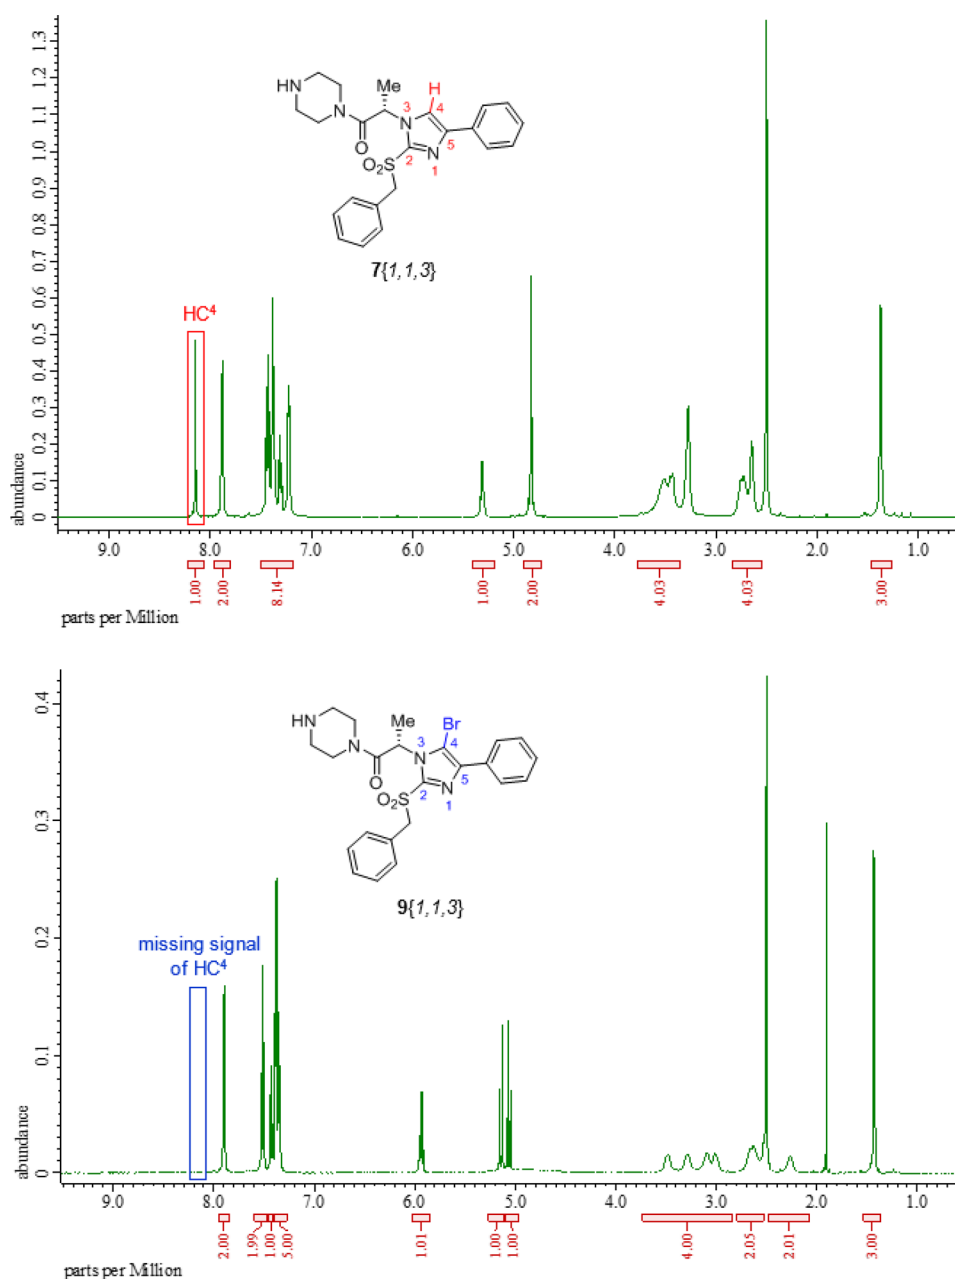 1.3
1.2
1.1
1.0
0.9
0.8
0.7
0.6
0.5
0.4
0.3
0.2
0.1
0
abundance
HN
N
Me
O
N
3
H
4
5
2
N
1
O₂S
7{1,1,3}
HC⁴
9.0 8.0 7.0 6.0 5.0 4.0 3.0 2.0 1.0
1.00 2.00 8.14 1.00 2.00 4.03 4.03 3.00
parts per Million
0.4
0.3
0.2
0.1
0
abundance
HN
N
Me
O
N
3
Br
4
5
2
N
1
O₂S
9{1,1,3}
missing signal
of HC⁴
9.0 8.0 7.0 6.0 5.0 4.0 3.0 2.0 1.0
2.00 1.99 1.00 5.00 1.01 1.00 1.00 4.00 2.05 2.01 3.00
parts per Million